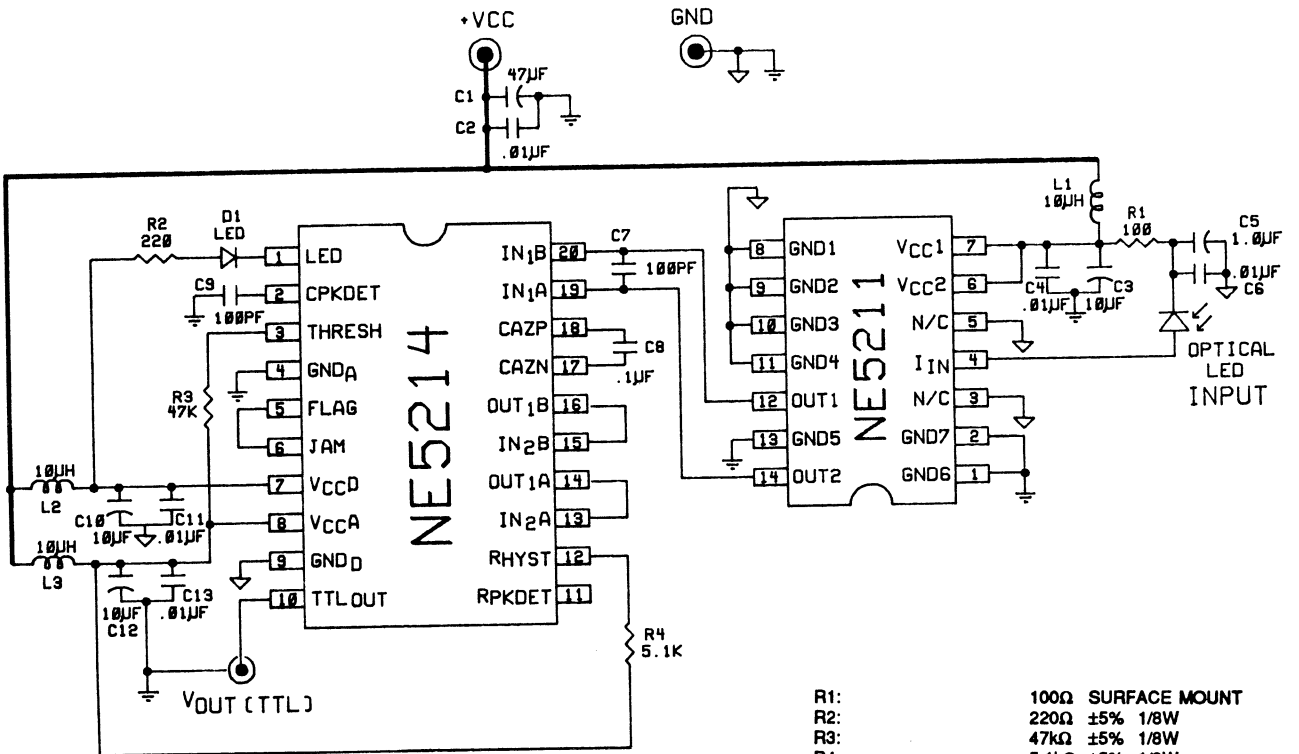 +VCC
GND
47µF
C1
C2
.01µF
L1
10µH
R1
100
C5
1.0µF
.01µF
C6
C4
.01µF
C3
10µF
OPTICAL
LED
INPUT
R2
220
D1
LED
C9
100PF
R3
47K
10µH
L2
C10
10µF
C11
.01µF
10µH
L3
C13
10µF
.01µF
C12
NE5214
1 LED
2 CPKDET
3 THRESH
4 GNDA
5 FLAG
6 JAM
7 VCCD
8 VCCA
9 GNDD
10 TTLOUT
IN1B 20
IN1A 19
CAZP 18
CAZN 17
OUT1B 16
IN2B 15
OUT1A 14
IN2A 13
RHYST 12
RPKDET 11
C7
100PF
C8
.1µF
R4
5.1K
NE5211
8 GND1
9 GND2
10 GND3
11 GND4
12 OUT1
13 GND5
14 OUT2
VCC1 7
VCC2 6
N/C 5
IIN 4
N/C 3
GND7 2
GND6 1
VOUT (TTL)
R1: 100Ω SURFACE MOUNT
R2: 220Ω ±5% 1/8W
R3: 47kΩ ±5% 1/8W